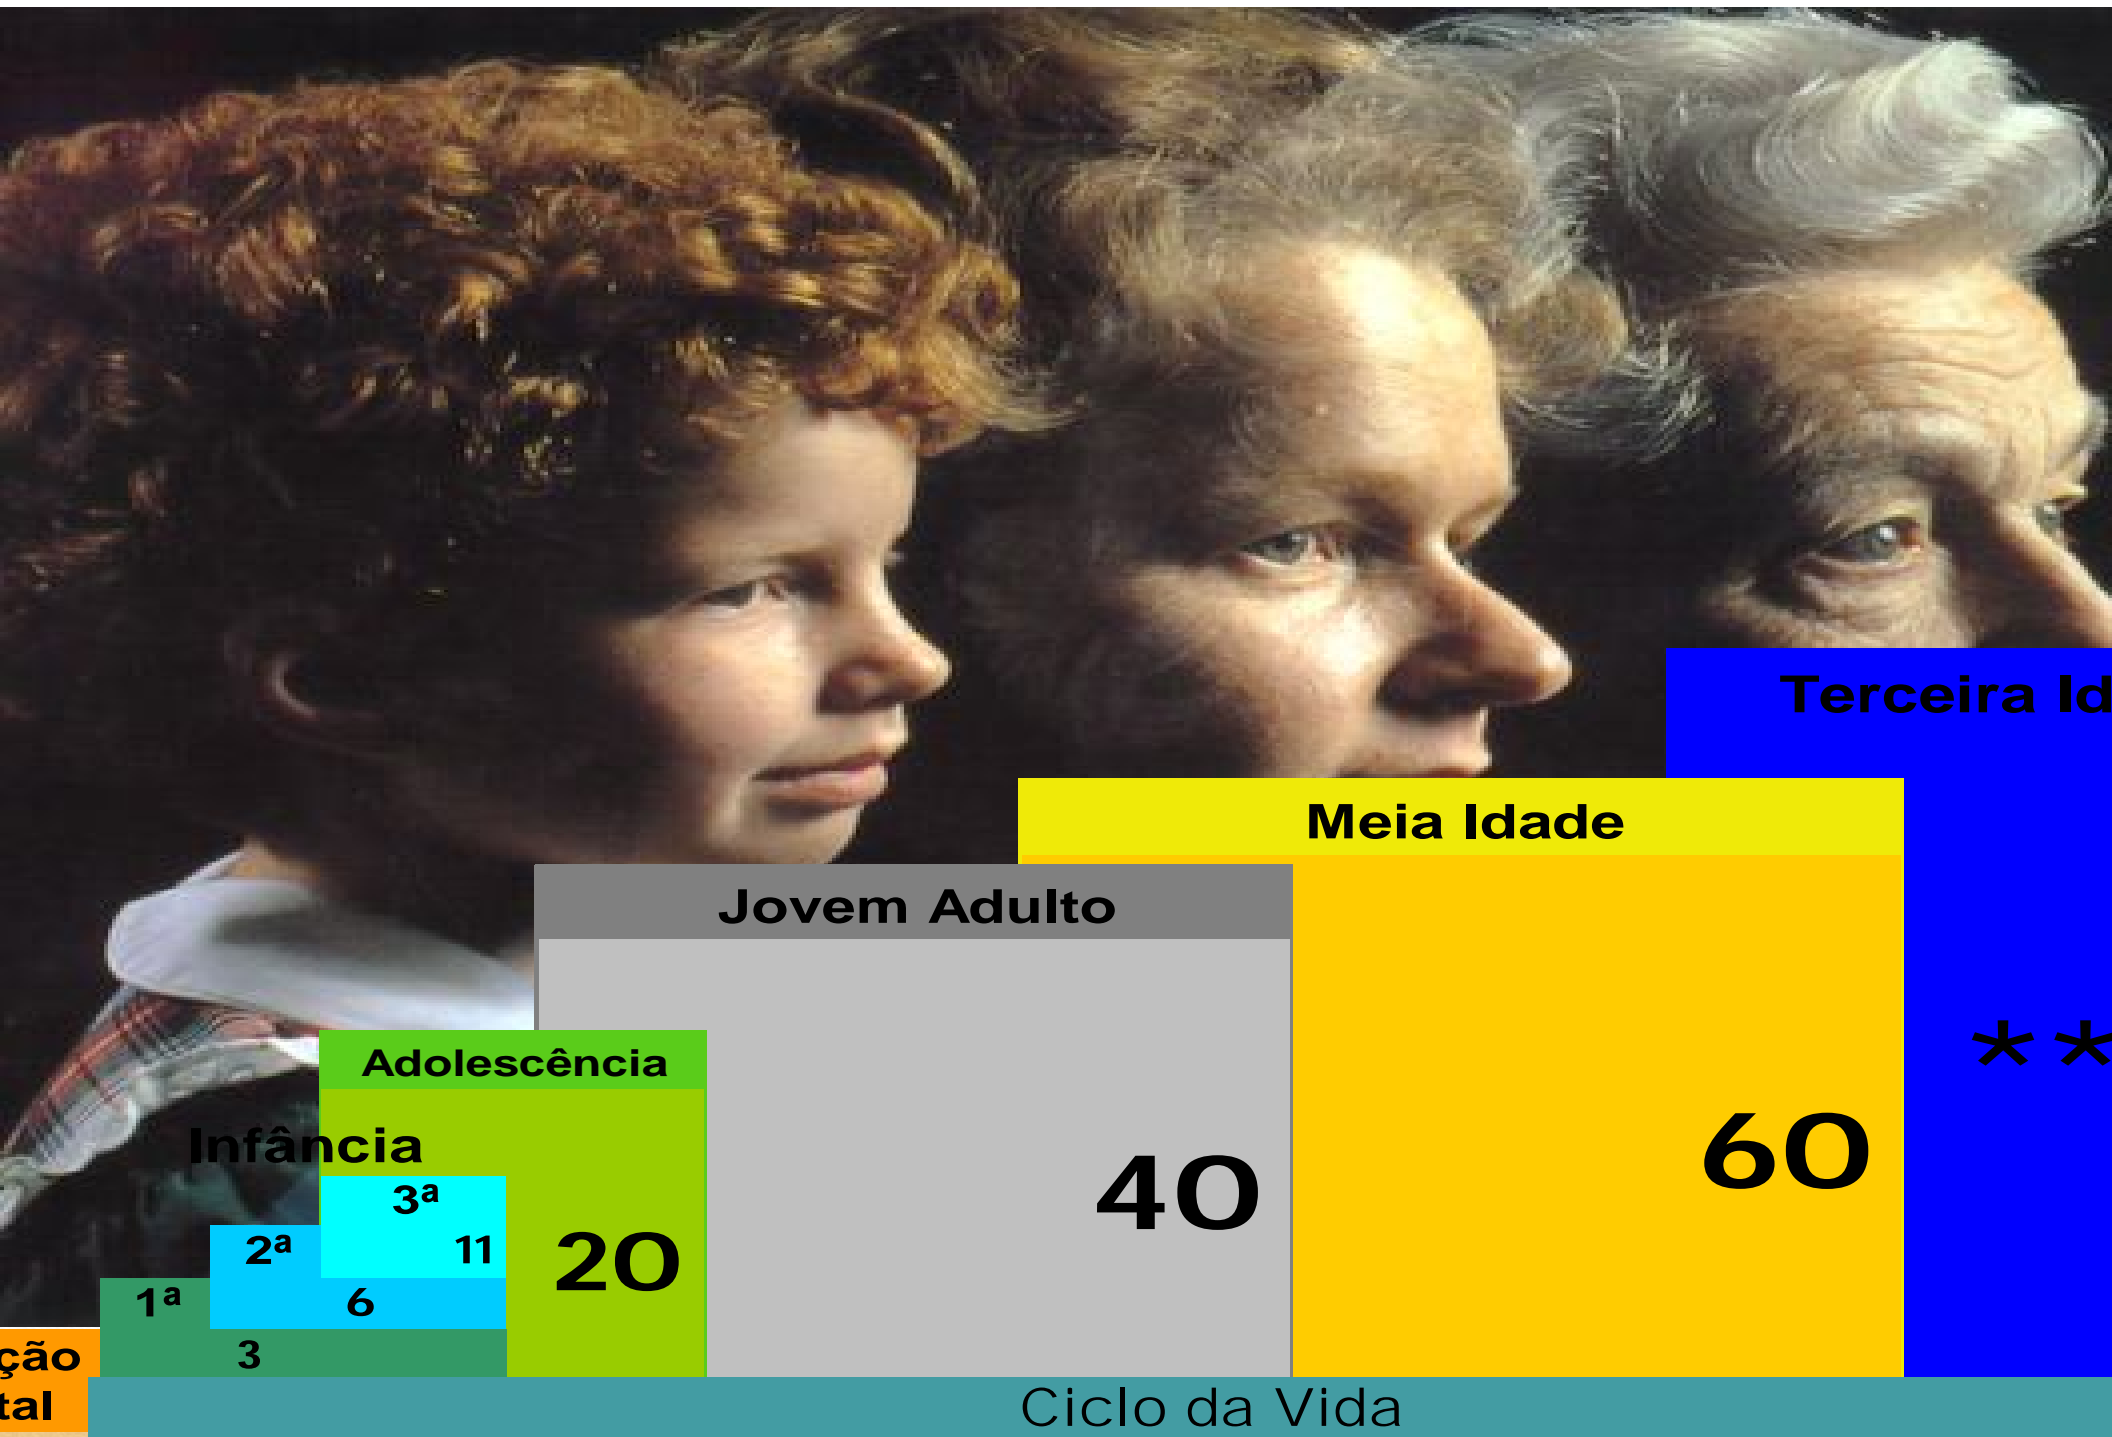 Terceira Id
Meia Idade
Jovem Adulto
**
Adolescência
60
Infância
40
3ª
20
11
2ª
1ª
6
3
ção
tal
Ciclo da Vida